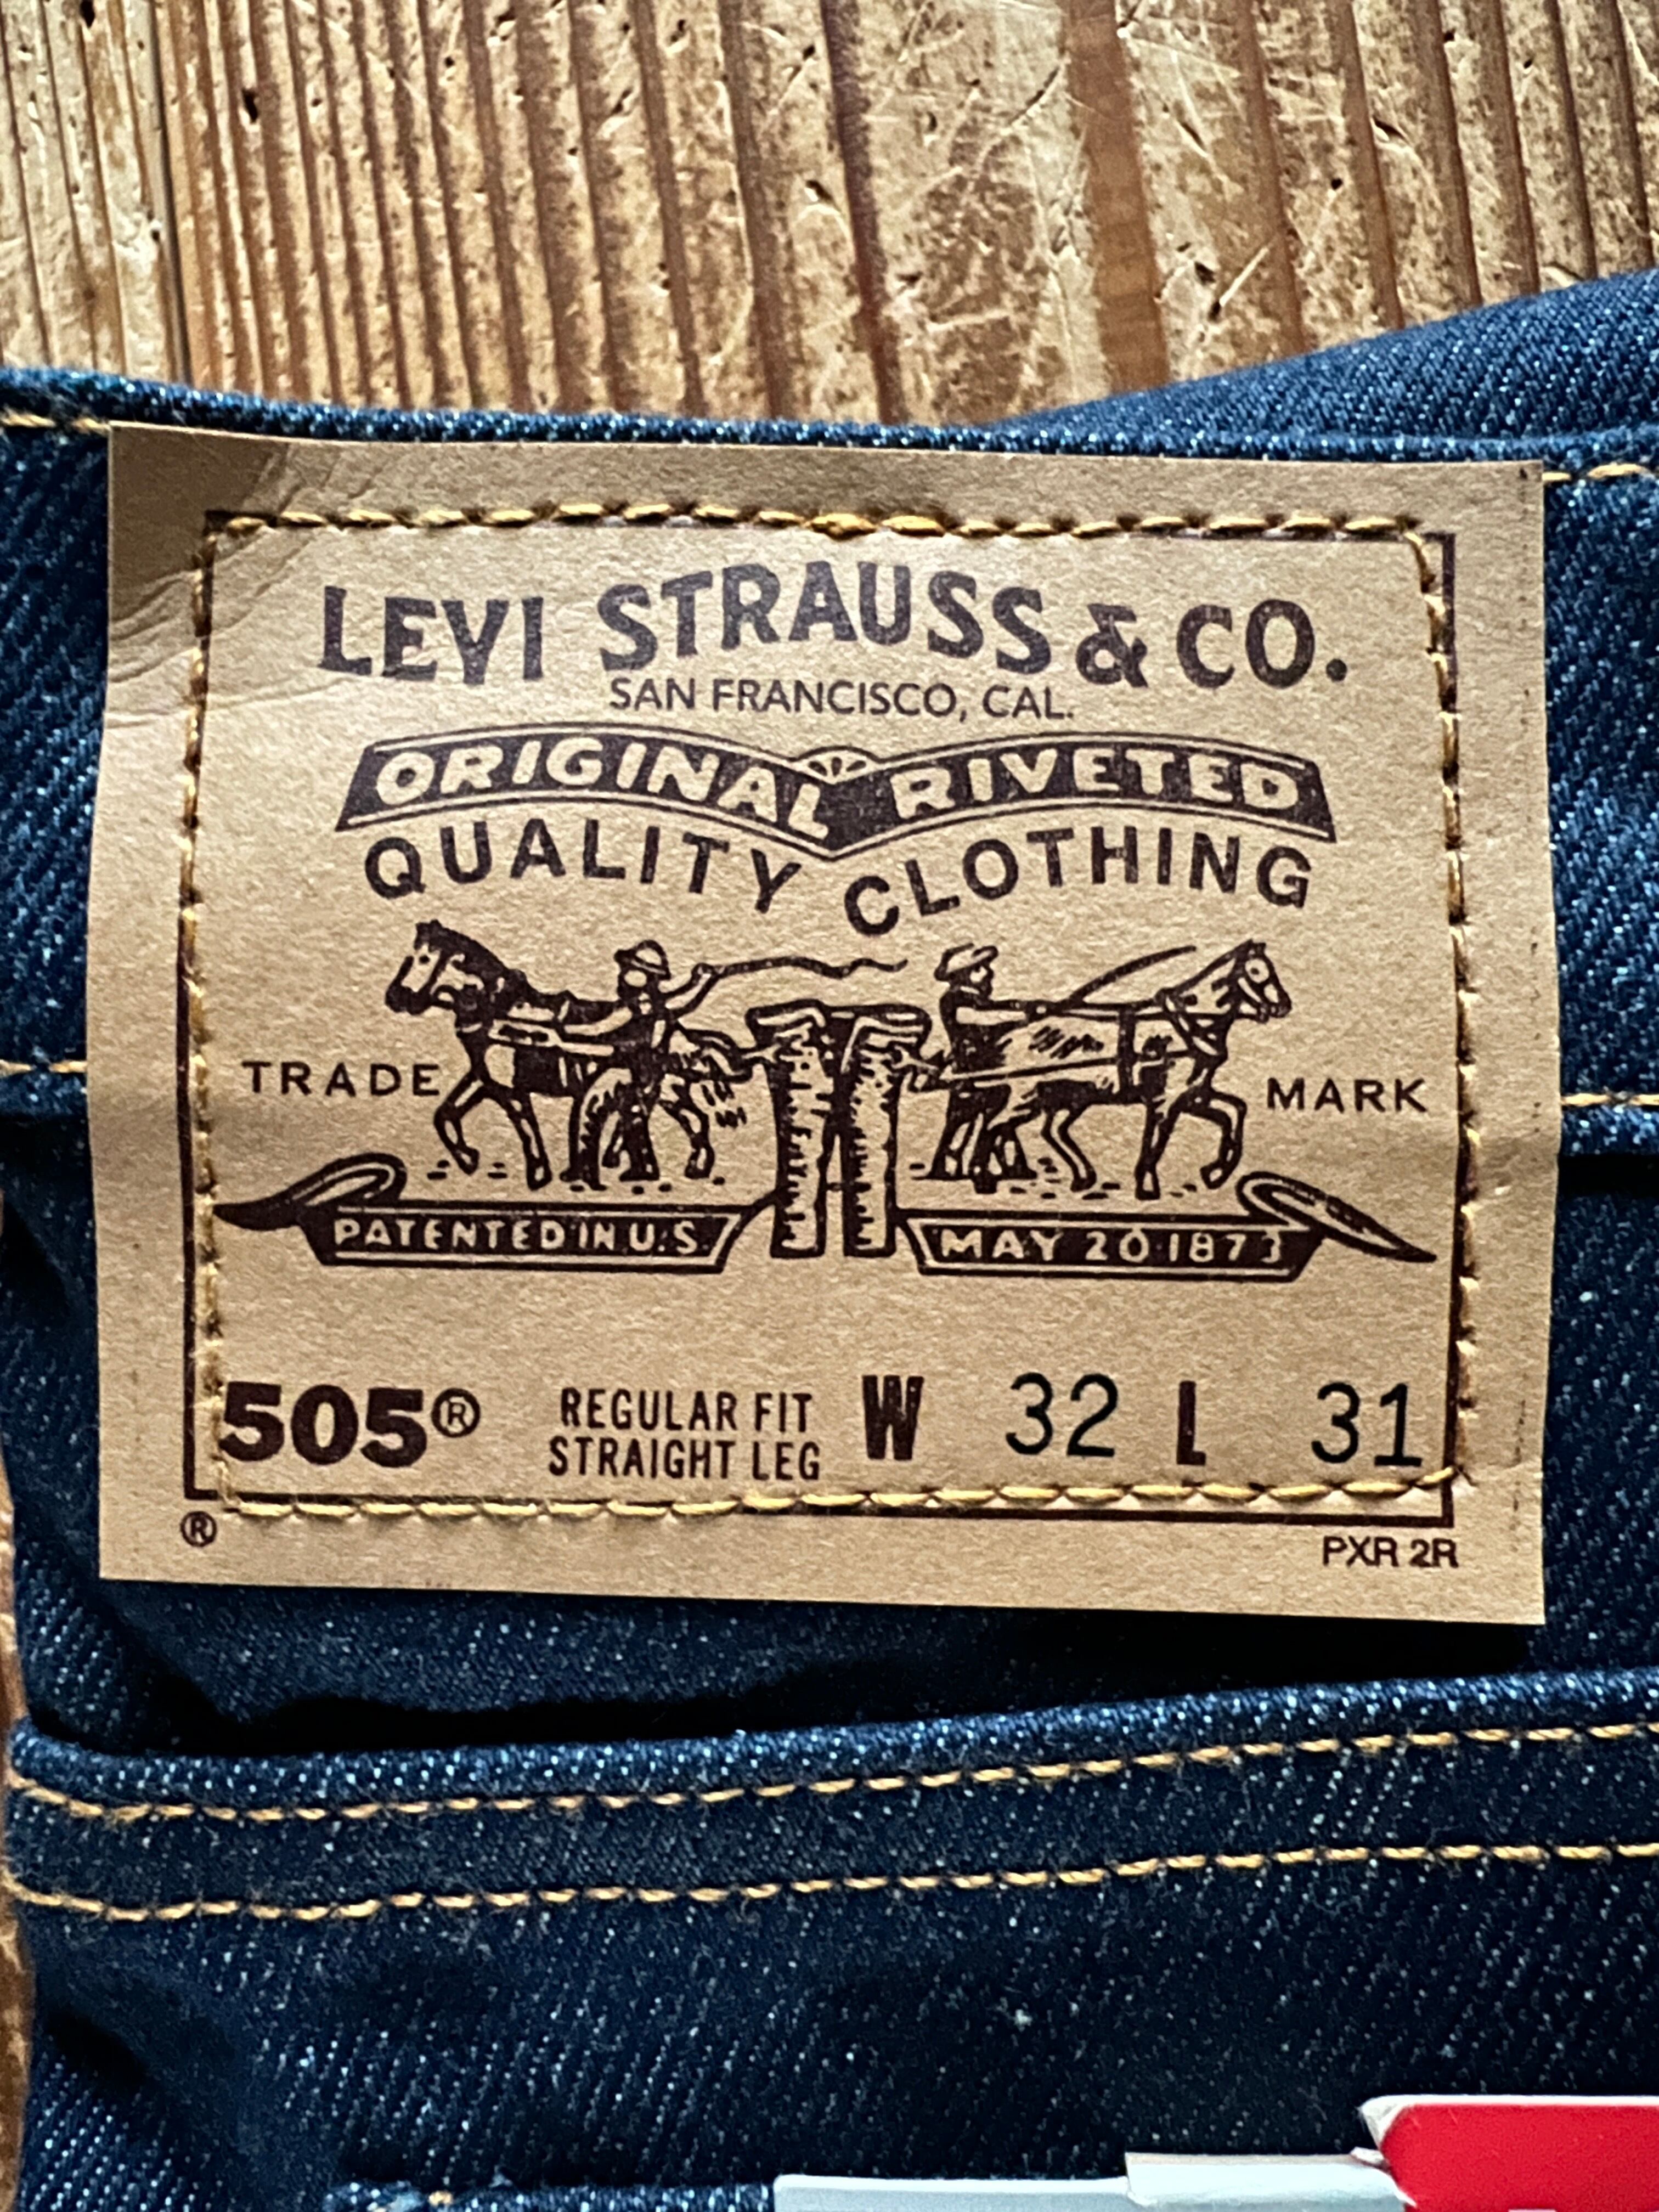 LEVI STRAUSS & CO.
SAN FRANCISCO, CAL.
ORIGINAL RIVETED
QUALITY CLOTHING
TRADE MARK
PATENTED IN U.S. MAY 20 1873
505® REGULAR FIT STRAIGHT LEG W 32 L 31
® PXR 2R